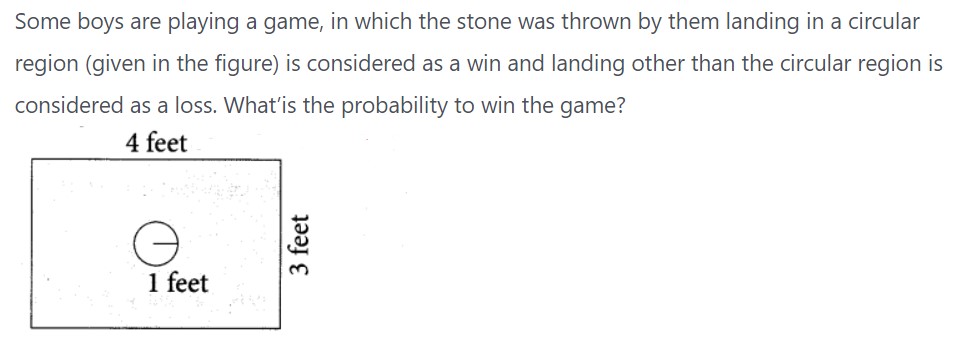 Some boys are playing a game, in which the stone was thrown by them landing in a circular
region (given in the figure) is considered as a win and landing other than the circular region is
considered as a loss. What'is the probability to win the game?
4 feet
3 feet
1 feet